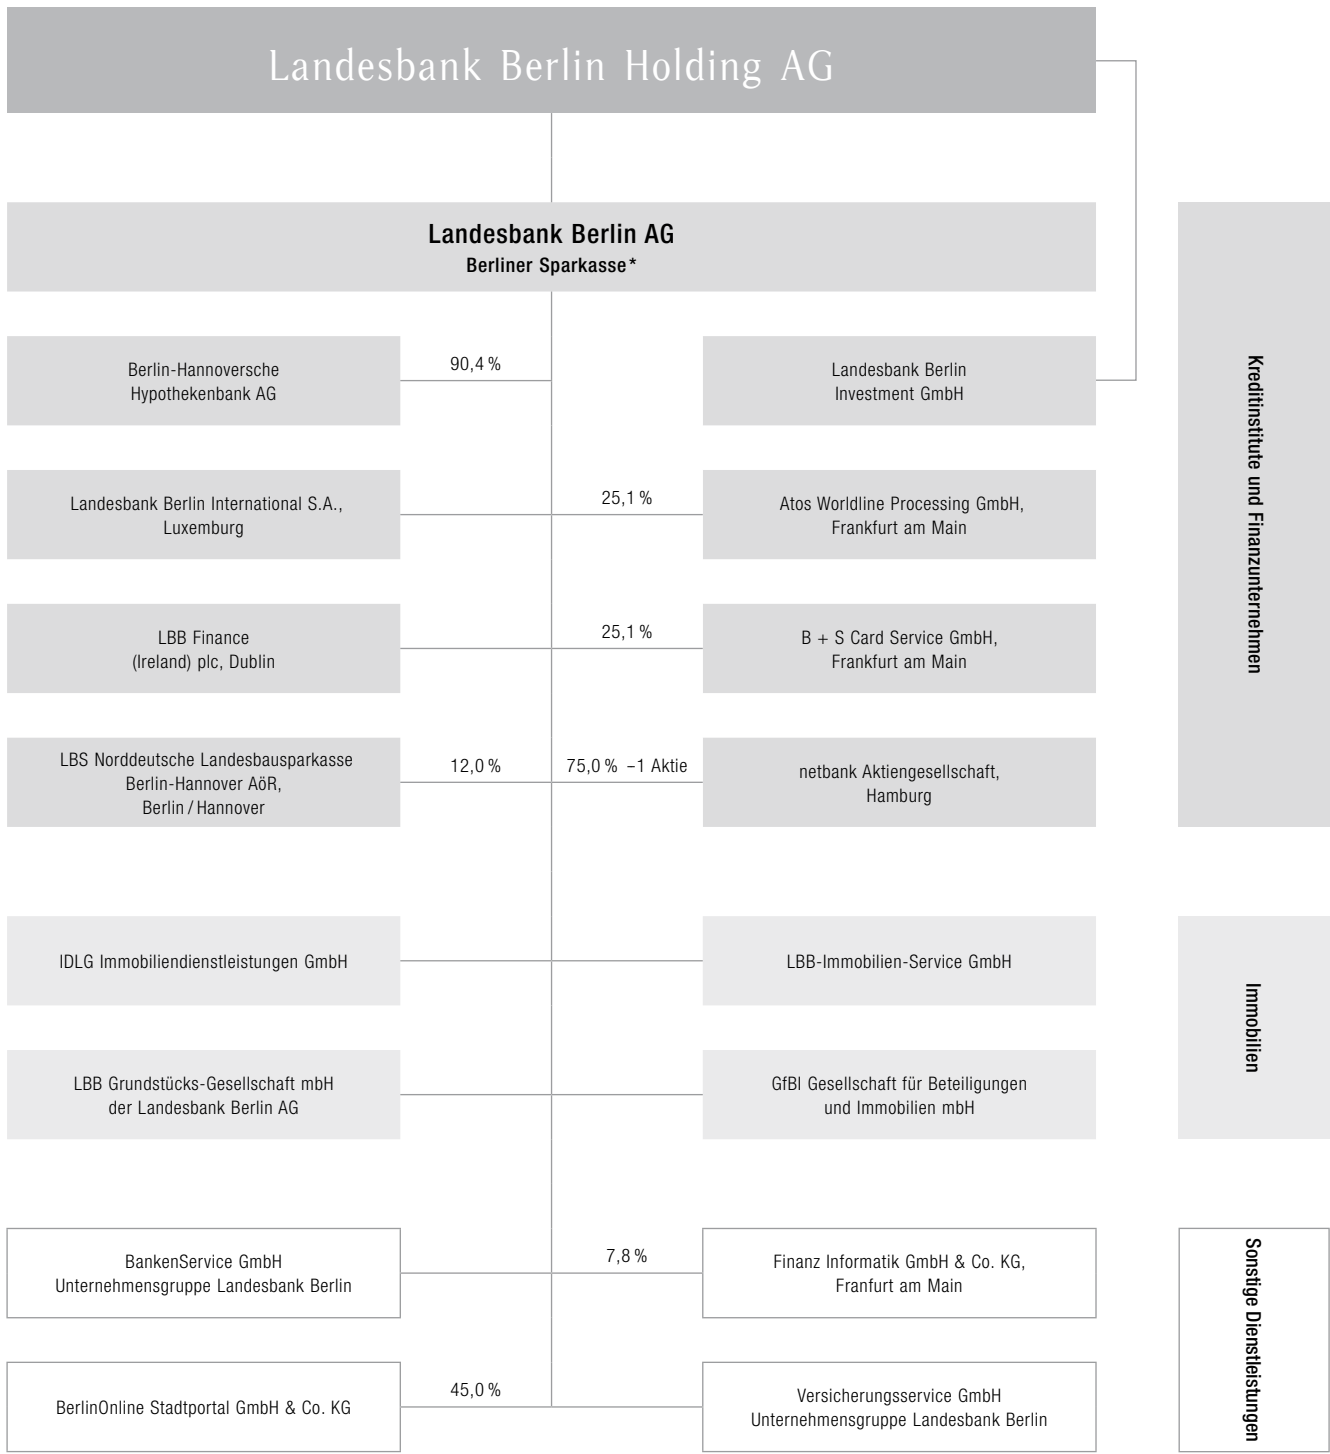 Landesbank Berlin Holding AG
Landesbank Berlin AG
Berliner Sparkasse*
Berlin-Hannoversche
Hypothekenbank AG
90,4 %
Landesbank Berlin
Investment GmbH
Landesbank Berlin International S.A.,
Luxemburg
25,1 %
Atos Worldline Processing GmbH,
Frankfurt am Main
LBB Finance
(Ireland) plc, Dublin
25,1 %
B + S Card Service GmbH,
Frankfurt am Main
LBS Norddeutsche Landesbausparkasse
Berlin-Hannover AöR,
Berlin / Hannover
12,0 %
75,0 % –1 Aktie
netbank Aktiengesellschaft,
Hamburg
Kreditinstitute und Finanzunternehmen
IDLG Immobiliendienstleistungen GmbH
LBB-Immobilien-Service GmbH
LBB Grundstücks-Gesellschaft mbH
der Landesbank Berlin AG
GfBI Gesellschaft für Beteiligungen
und Immobilien mbH
Immobilien
BankenService GmbH
Unternehmensgruppe Landesbank Berlin
7,8 %
Finanz Informatik GmbH & Co. KG,
Franfurt am Main
BerlinOnline Stadtportal GmbH & Co. KG
45,0 %
Versicherungsservice GmbH
Unternehmensgruppe Landesbank Berlin
Sonstige Dienstleistungen